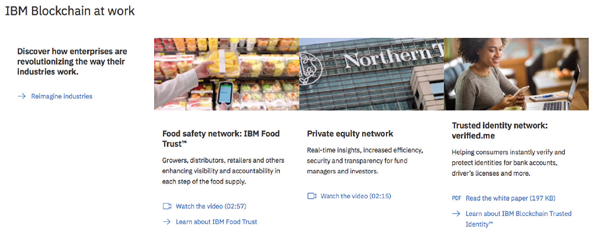 IBM Blockchain at work
Discover how enterprises are
revolutionizing the way their
industries work.
Reimagine industries
Northern T
Food safety network: IBM Food
Trust™
Growers, distributors, retailers and others
enhancing visibility and accountability in
each step of the food supply.
Watch the video (02:57)
Learn about IBM Food Trust
Private equity network
Real-time insights, increased efficiency,
security and transparency for fund
managers and investors.
Watch the video (02:15)
Trusted identity network:
verified.me
Helping consumers instantly verify and
protect identities for bank accounts,
driver's licenses and more.
PDF Read the white paper (197 KB)
Learn about IBM Blockchain Trusted
Identity™